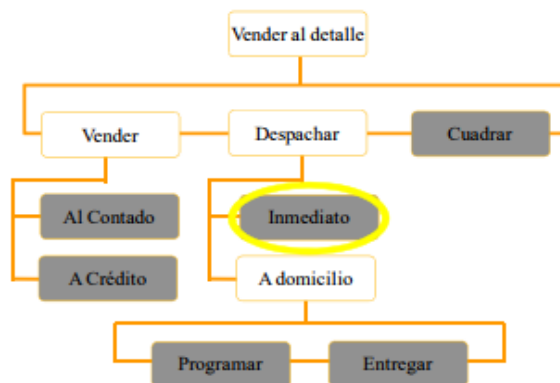 Vender al detalle
Vender
Despachar
Cuadrar
Al Contado
Inmediato
A Crédito
A domicilio
Programar
Entregar